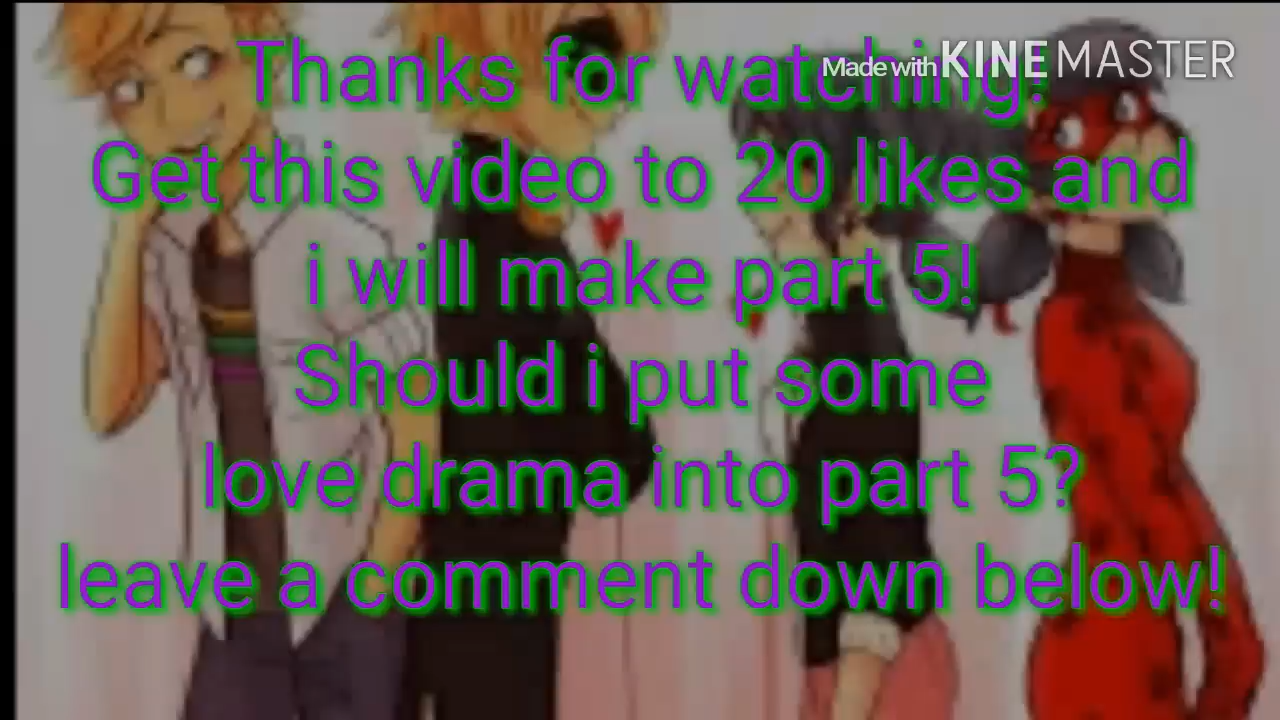 Thanks for watching!
Made with KINEMASTER
Get this video to 20 likes and
i will make part 5!
Should i put some
love drama into part 5?
leave a comment down below!